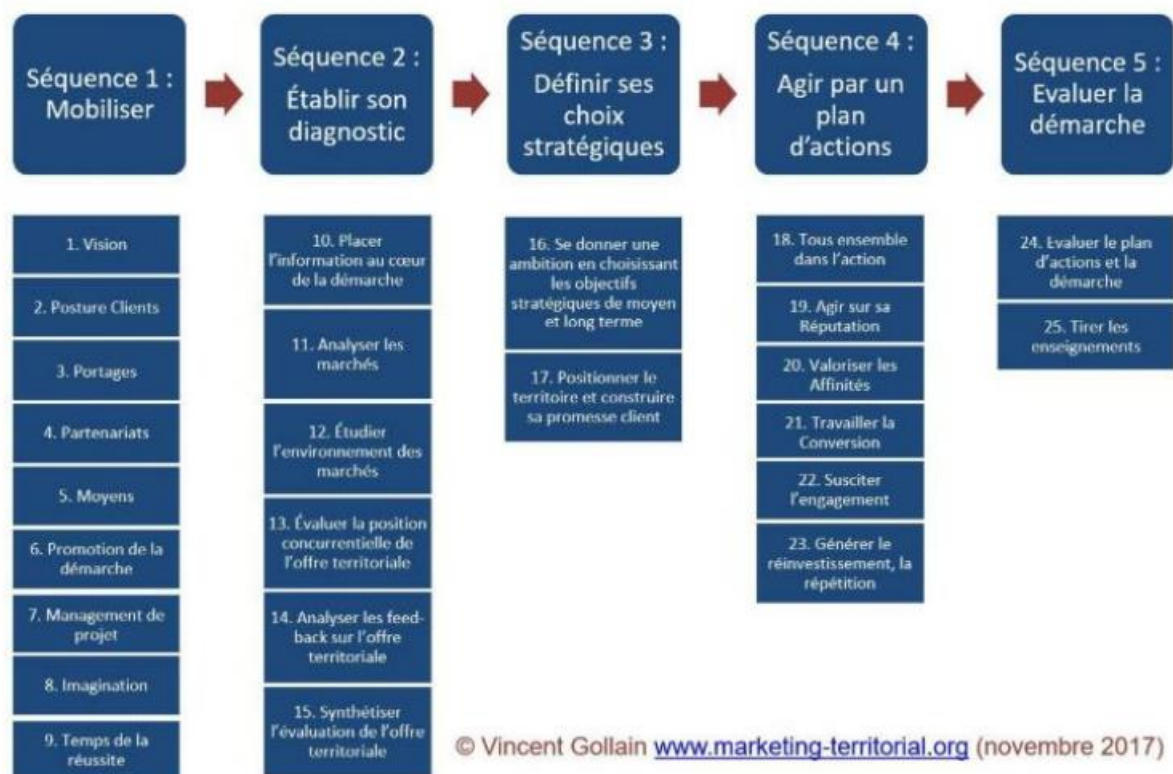 Séquence 1 :
Mobiliser
Séquence 2 :
Établir son
diagnostic
Séquence 3 :
Définir ses
choix
stratégiques
Séquence 4 :
Agir par un
plan
d'actions
Séquence 5 :
Evaluer la
démarche
1. Vision
2. Posture Clients
3. Portages
4. Partenariats
5. Moyens
6. Promotion de la
démarche
7. Management de
projet
8. Imagination
9. Temps de la
réussite
10. Placer
l'information au cœur
de la démarche
11. Analyser les
marchés
12. Étudier
l'environnement des
marchés
13. Évaluer la position
concurrentielle de
l'offre territoriale
14. Analyser les feed-
back sur l'offre
territoriale
15. Synthétiser
l'évaluation de l'offre
territoriale
16. Se donner une
ambition en choisissant
les objectifs
stratégiques de moyen
et long terme
17. Positionner le
territoire et construire
sa promesse client
18. Tous ensemble
dans l'action
19. Agir sur sa
Réputation
20. Valoriser les
Affinités
21. Travailler la
Conversion
22. Susciter
l'engagement
23. Générer le
réinvestissement, la
répétition
24. Evaluer le plan
d'actions et la
démarche
25. Tirer les
enseignements
© Vincent Gollain www.marketing-territorial.org (novembre 2017)